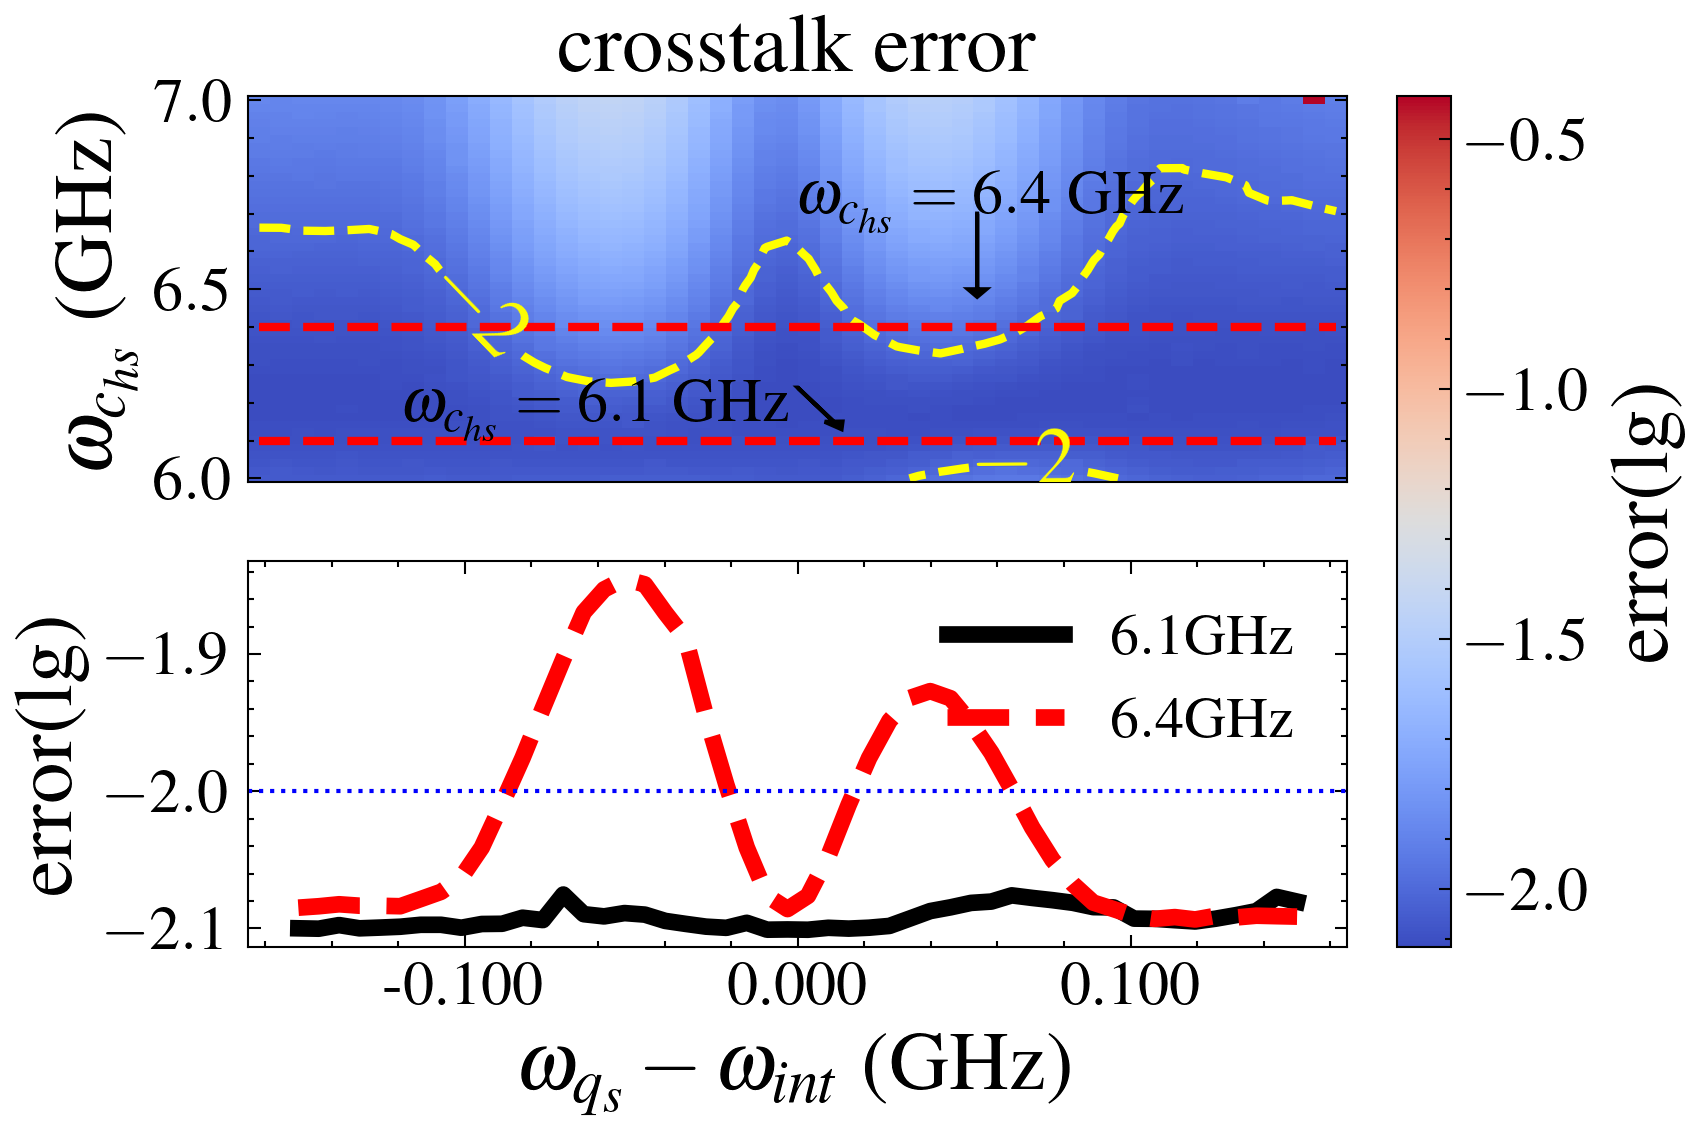 crosstalk error
7.0
6.5
6.0
ω_{c_{hs}} (GHz)
ω_{c_{hs}} = 6.4 GHz
−2
ω_{c_{hs}} = 6.1 GHz
−2
−0.5
−1.0
−1.5
−2.0
error(lg)
−1.9
−2.0
−2.1
error(lg)
6.1GHz
6.4GHz
-0.100 0.000 0.100
ω_{q_s} − ω_{int} (GHz)